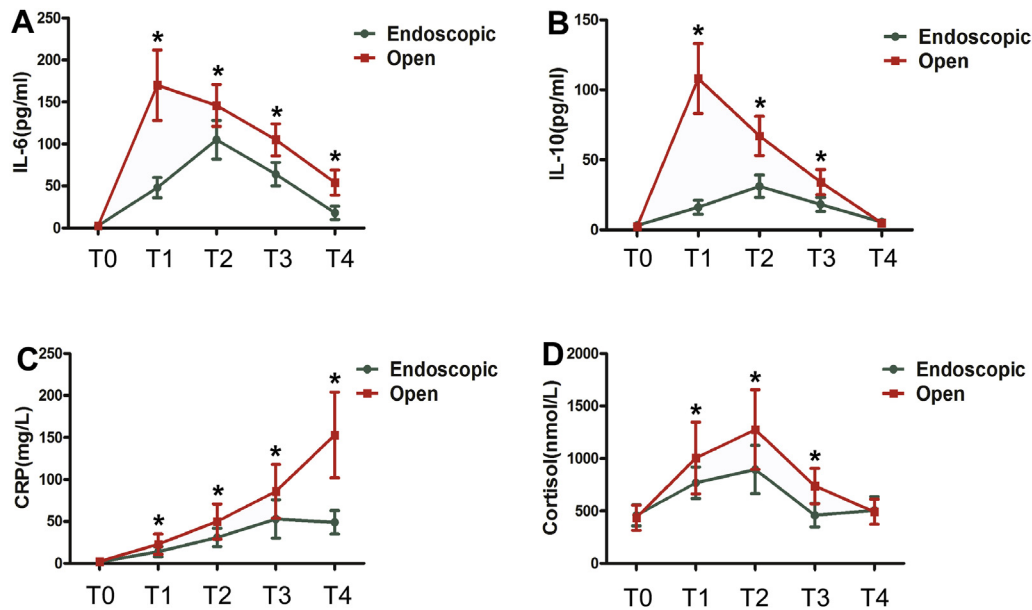 A
250
200
150
100
50
0
IL-6(pg/ml)
* * * *
T0 T1 T2 T3 T4
Endoscopic
Open
B
150
100
50
0
IL-10(pg/ml)
* * *
T0 T1 T2 T3 T4
Endoscopic
Open
C
250
200
150
100
50
0
CRP(mg/L)
* * * *
T0 T1 T2 T3 T4
Endoscopic
Open
D
2000
1500
1000
500
0
Cortisol(nmol/L)
* * *
T0 T1 T2 T3 T4
Endoscopic
Open